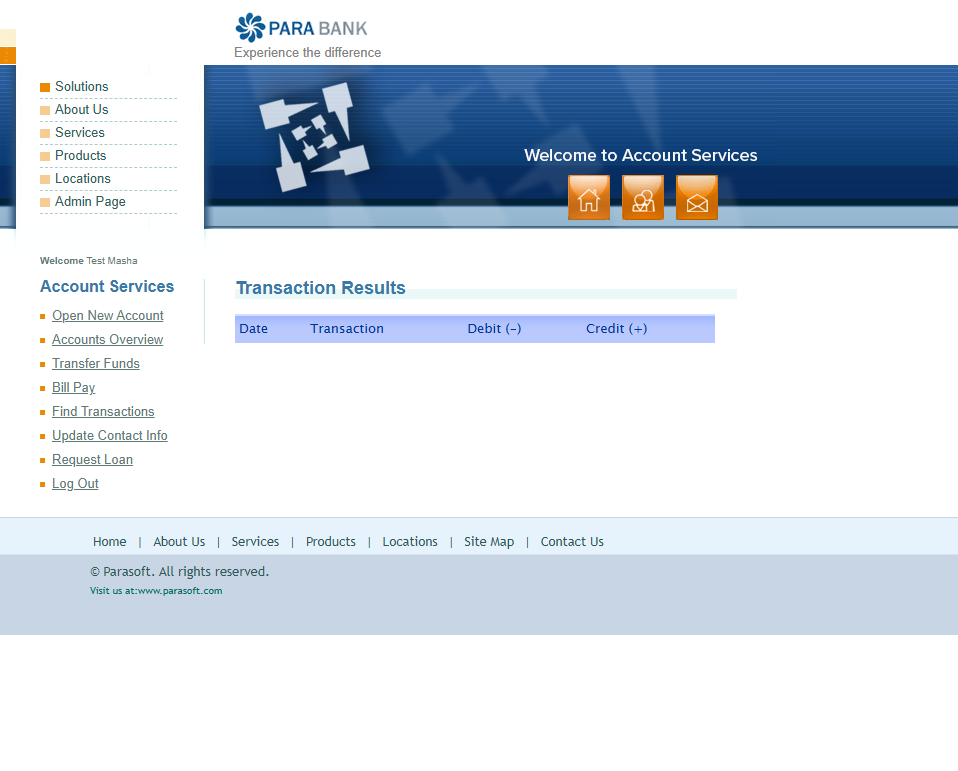 PARA BANK
Experience the difference
Solutions
About Us
Services
Products
Locations
Admin Page
Welcome to Account Services
Welcome Test Masha
Account Services
Open New Account
Accounts Overview
Transfer Funds
Bill Pay
Find Transactions
Update Contact Info
Request Loan
Log Out
Transaction Results
Date Transaction Debit (-) Credit (+)
Home | About Us | Services | Products | Locations | Site Map | Contact Us
© Parasoft. All rights reserved.
Visit us at:www.parasoft.com